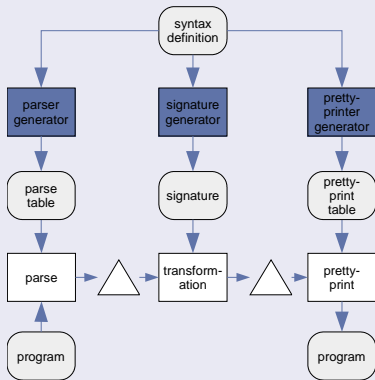 syntax
definition
parser
generator
signature
generator
pretty-
printer
generator
parse
table
signature
pretty-
print
table
parse
transform-
ation
pretty-
print
program
program